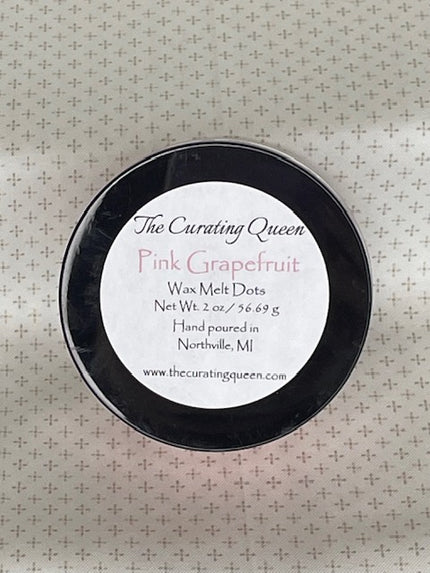 The Curating Queen
Pink Grapefruit
Wax Melt Dots
Net Wt. 2 oz / 56.69 g
Hand poured in
Northville, MI
www.thecuratingqueen.com